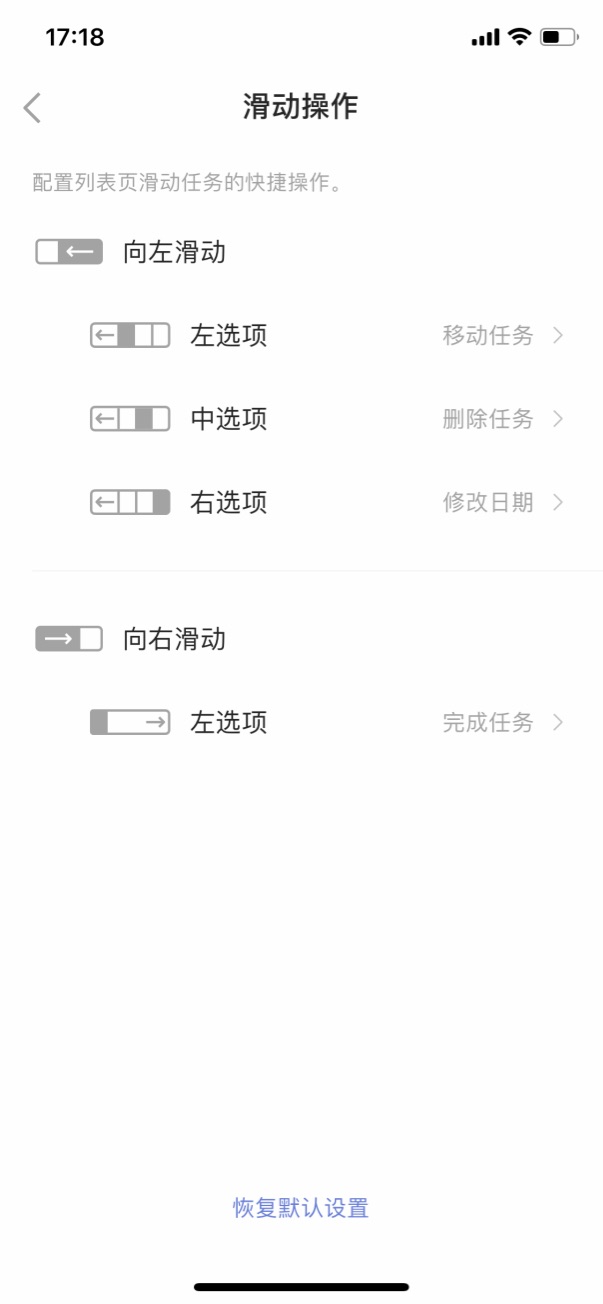 17:18
滑动操作
配置列表页滑动任务的快捷操作。
向左滑动
左选项 移动任务
中选项 删除任务
右选项 修改日期
向右滑动
左选项 完成任务
恢复默认设置